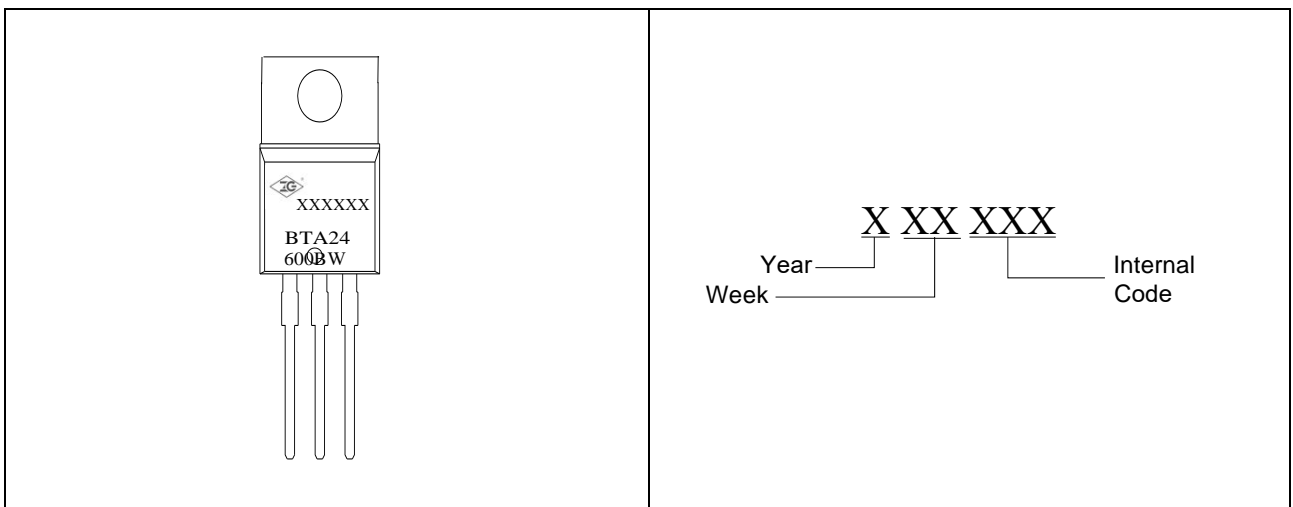 XXXXXX
BTA24
600BW
X XX XXX
Year
Week
Internal
Code